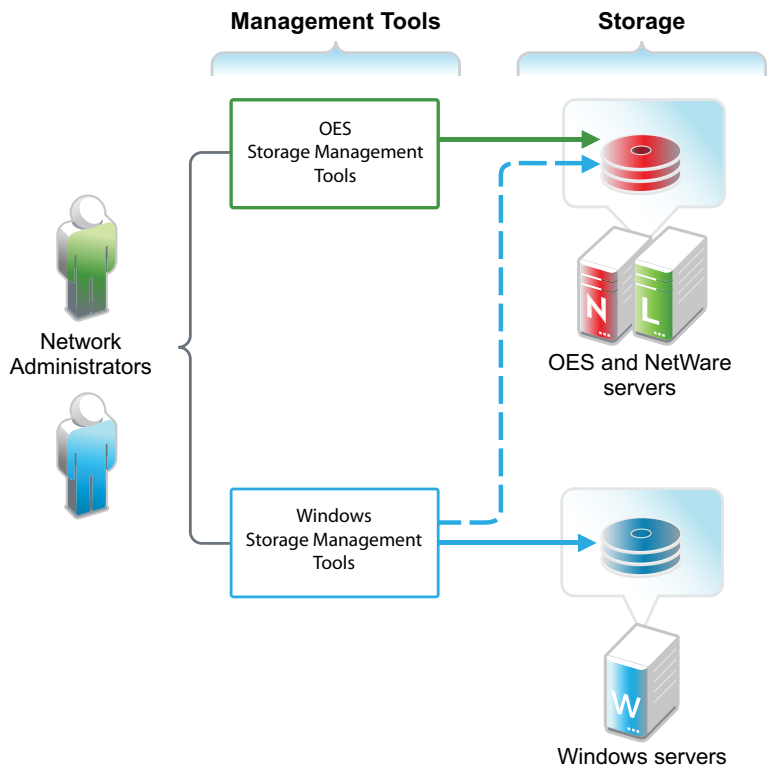 Management Tools
Storage
OES
Storage Management
Tools
Network
Administrators
N
L
OES and NetWare
servers
Windows
Storage Management
Tools
W
Windows servers